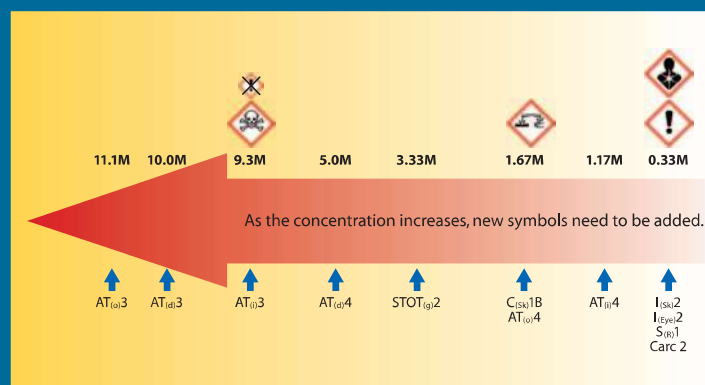 11.1M 10.0M 9.3M 5.0M 3.33M 1.67M 1.17M 0.33M
As the concentration increases, new symbols need to be added.
AT(o)3 AT(d)3 AT(i)3 AT(d)4 STOT(g)2 C(Sk)1B AT(i)4 I(Sk)2
AT(o)4 I(Eye)2
S(R)1
Carc 2